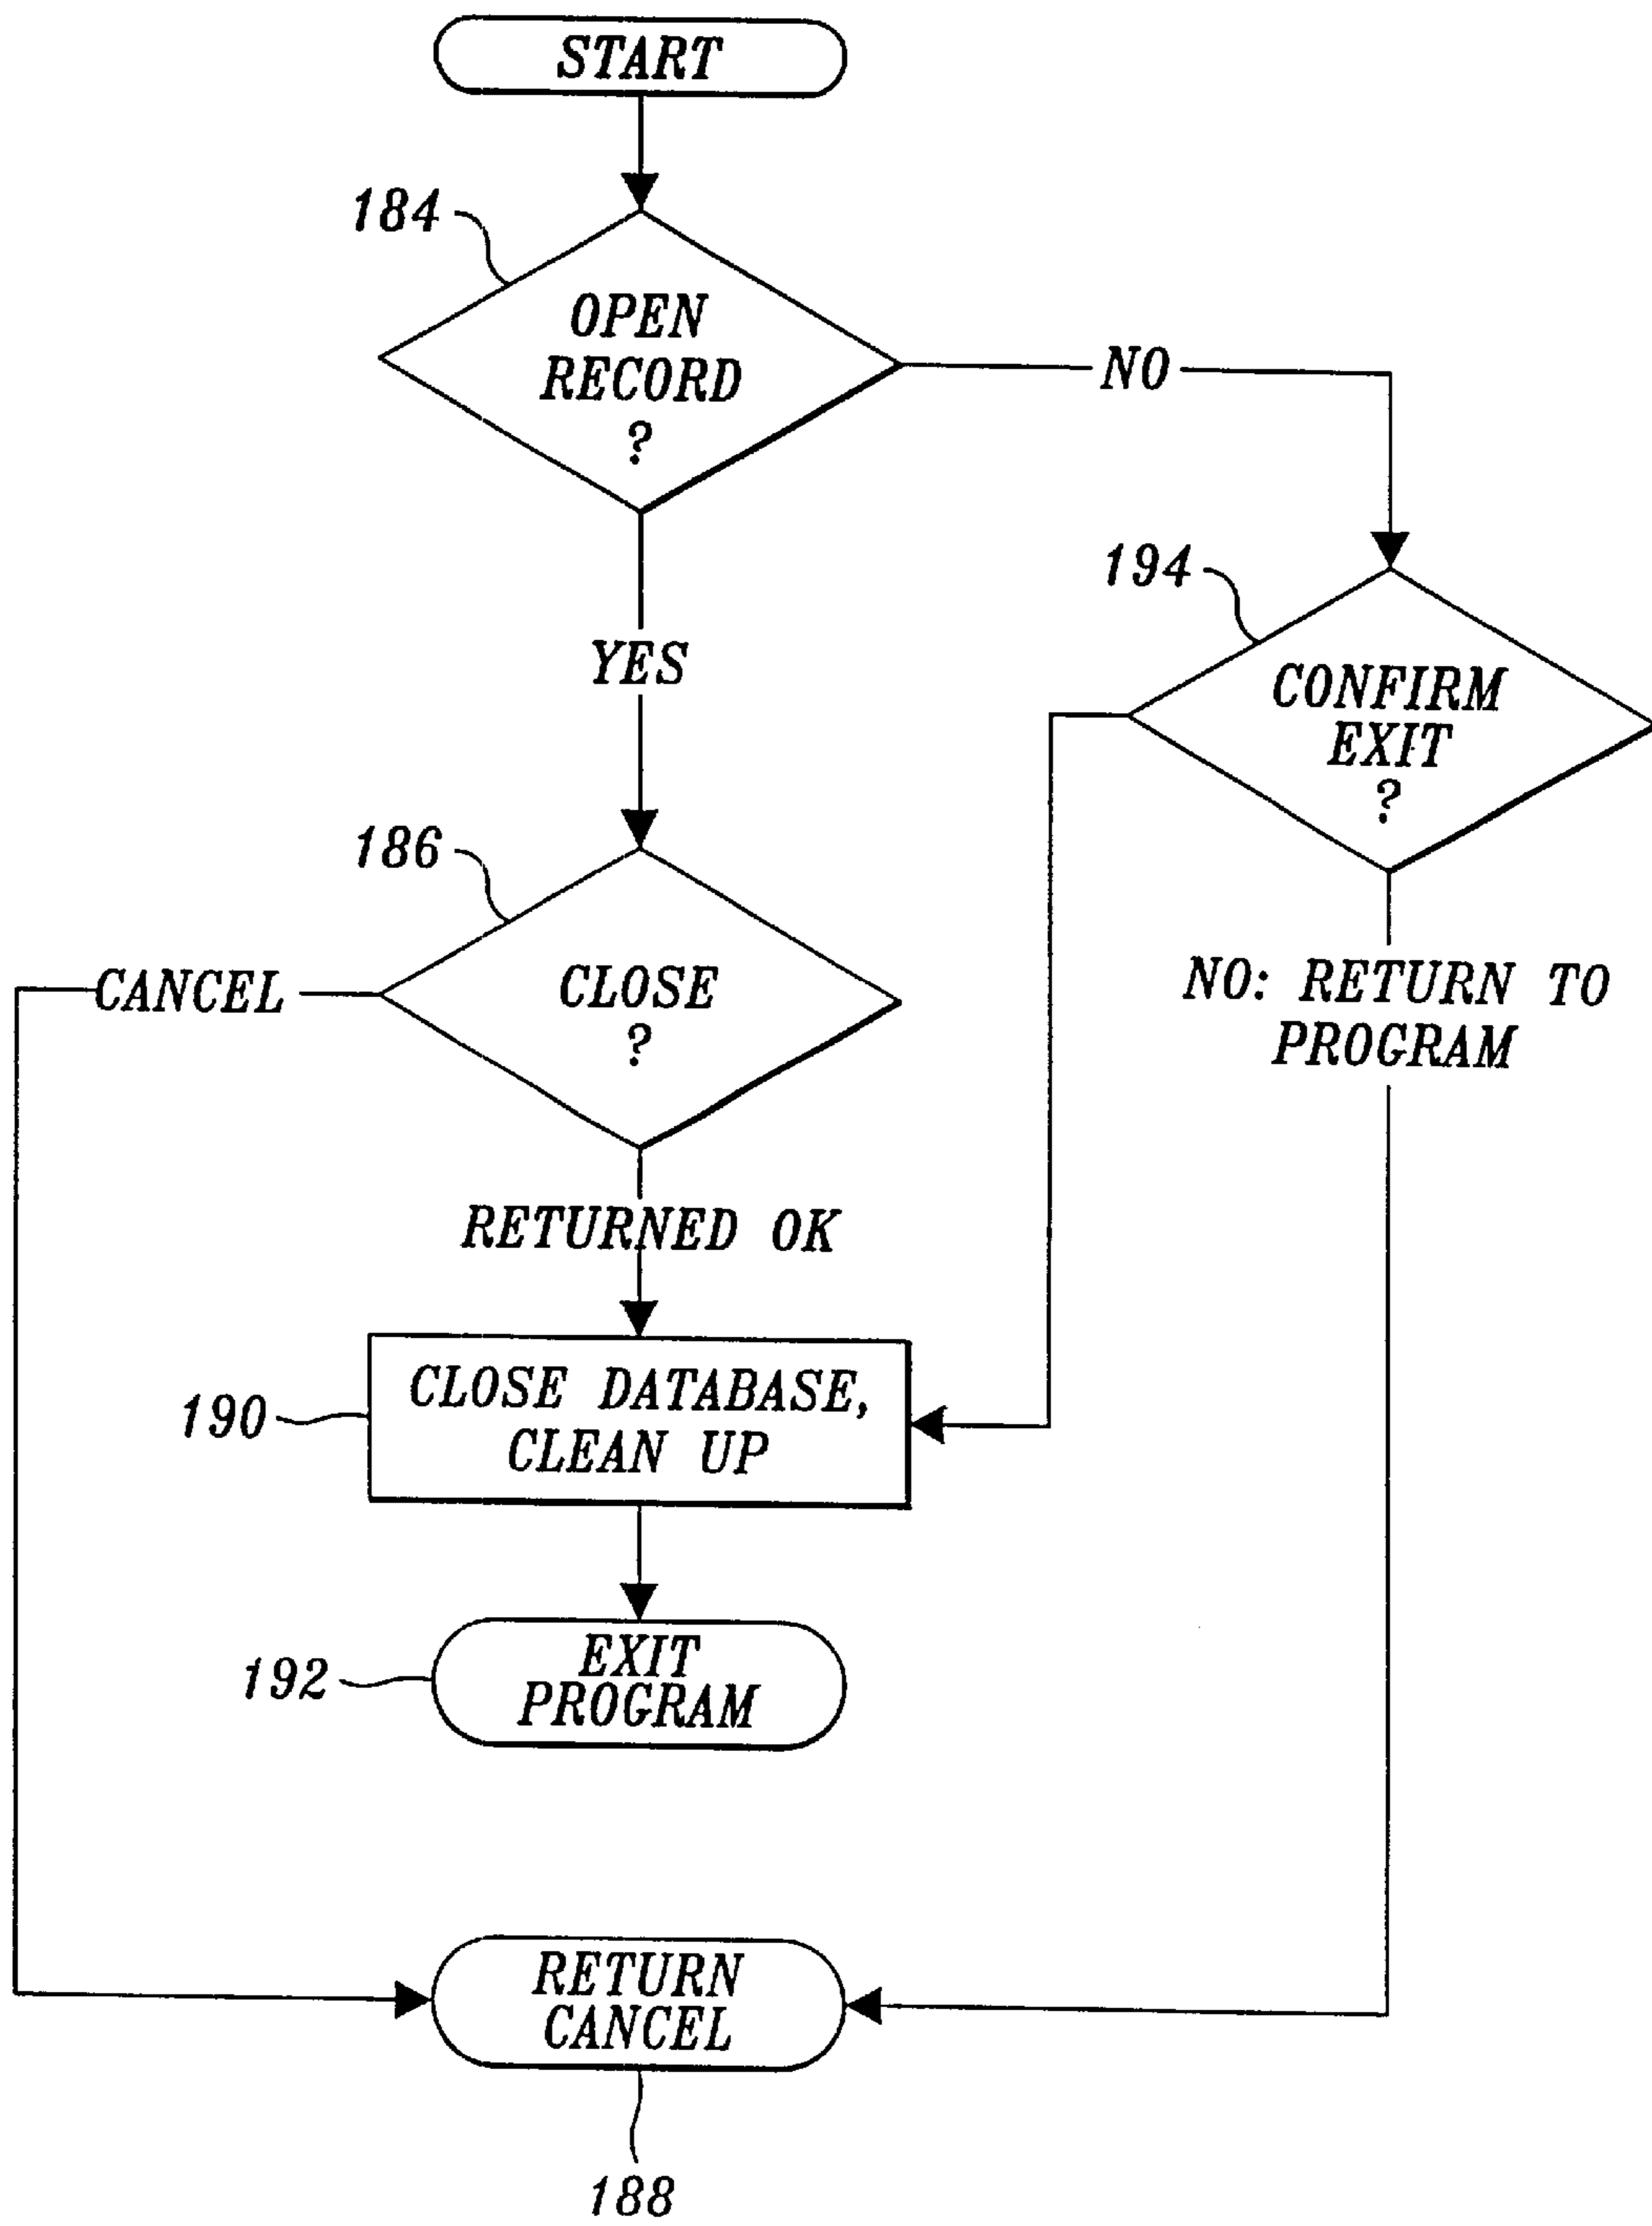 START
184
OPEN
RECORD
?
NO
194
CONFIRM
EXIT
?
YES
186
CLOSE
?
CANCEL
NO: RETURN TO
PROGRAM
RETURNED OK
190
CLOSE DATABASE,
CLEAN UP
192
EXIT
PROGRAM
RETURN
CANCEL
188